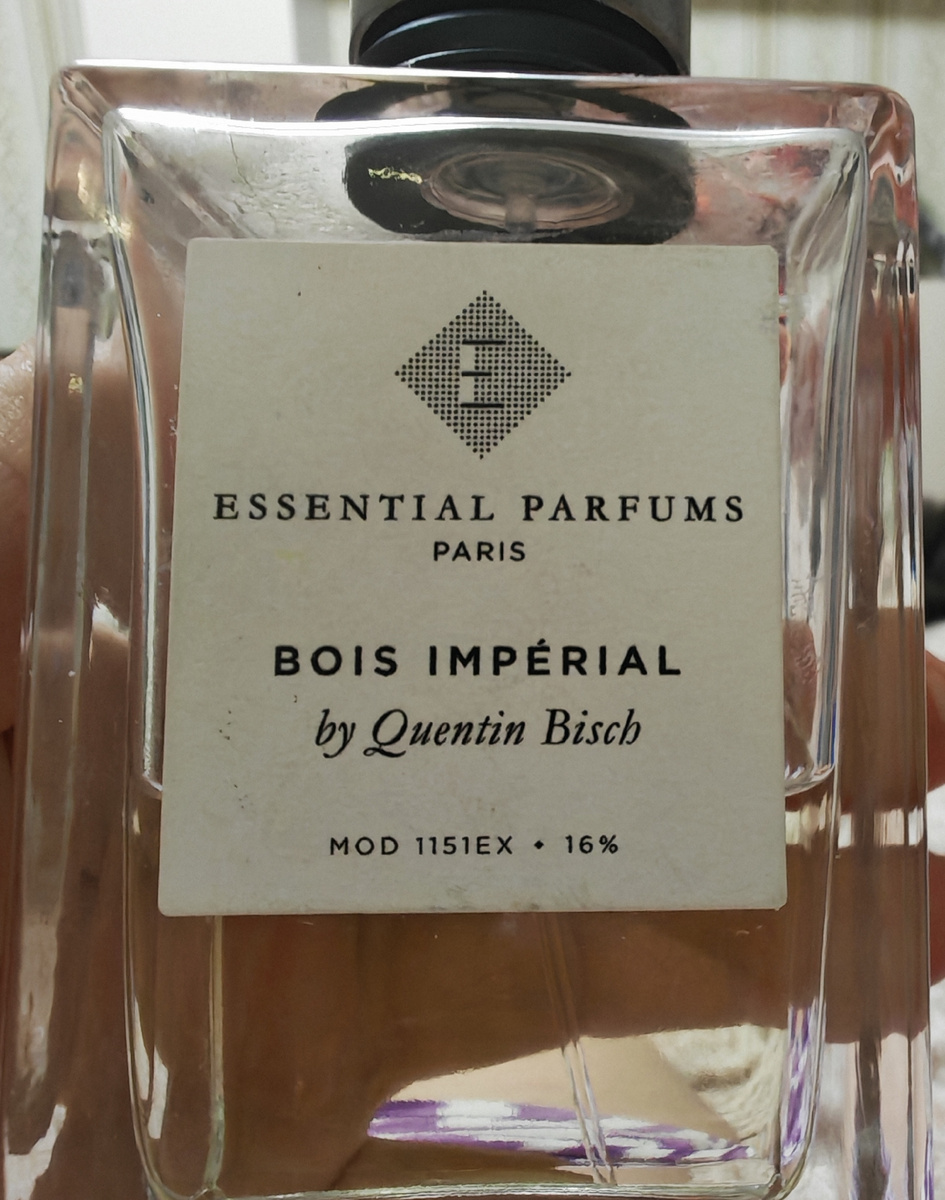 E
ESSENTIAL PARFUMS
PARIS
BOIS IMPÉRIAL
by Quentin Bisch
MOD 1151EX • 16%